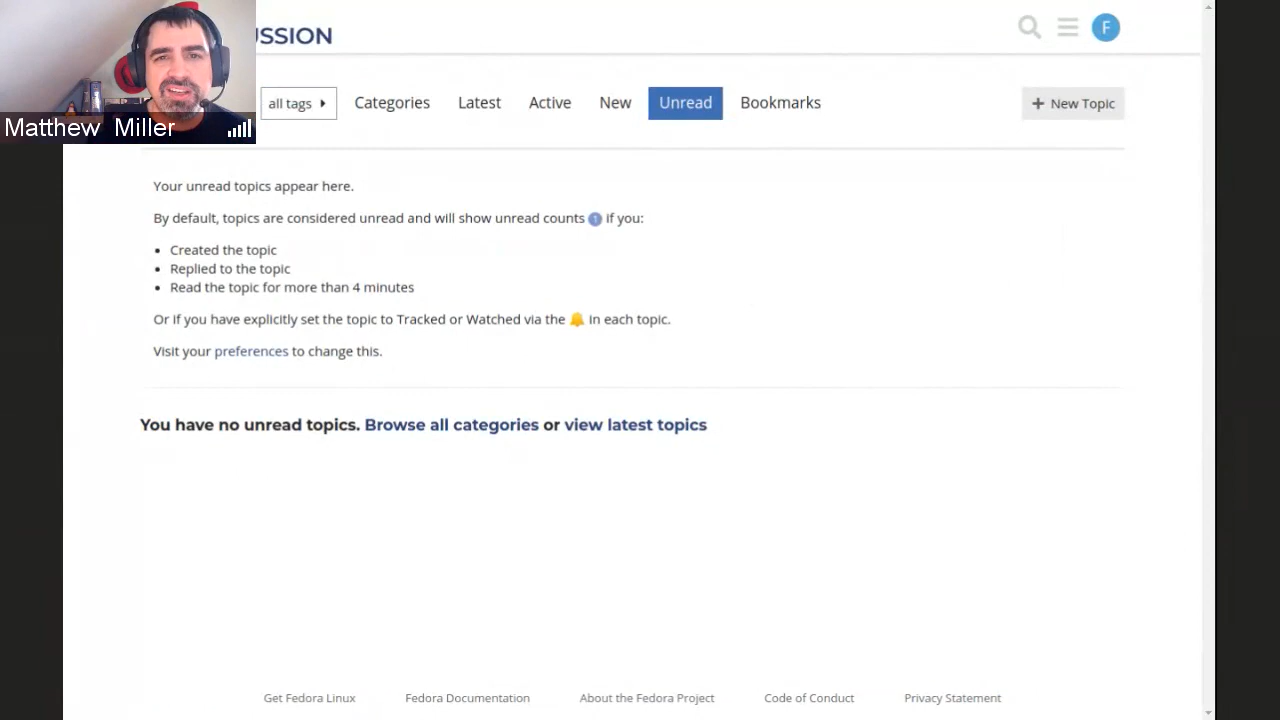 SSION
F
all tags
Categories
Latest
Active
New
Unread
Bookmarks
+ New Topic
Matthew Miller
Your unread topics appear here.
By default, topics are considered unread and will show unread counts 1 if you:
• Created the topic
• Replied to the topic
• Read the topic for more than 4 minutes
Or if you have explicitly set the topic to Tracked or Watched via the 🔔 in each topic.
Visit your preferences to change this.
You have no unread topics. Browse all categories or view latest topics
Get Fedora Linux
Fedora Documentation
About the Fedora Project
Code of Conduct
Privacy Statement